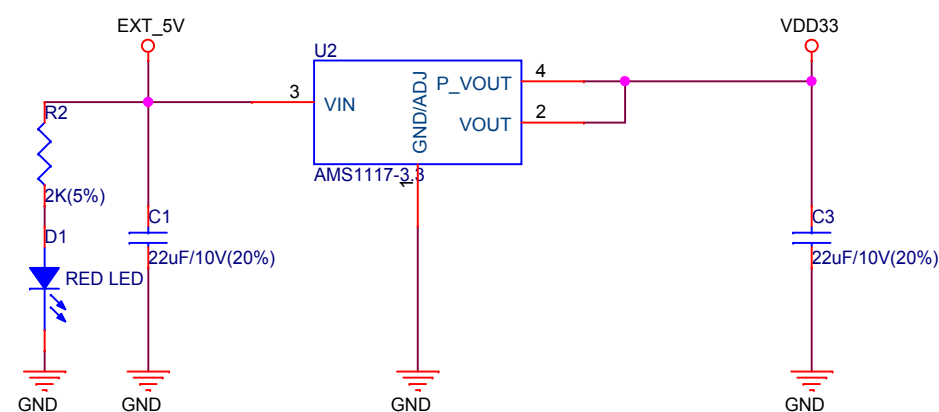 EXT_5V
VDD33
U2
4
P_VOUT
3
VIN
GND/ADJ
2
VOUT
R2
AMS1117-3.3
1
2K(5%)
C1
C3
D1
22uF/10V(20%)
22uF/10V(20%)
RED LED
GND
GND
GND
GND